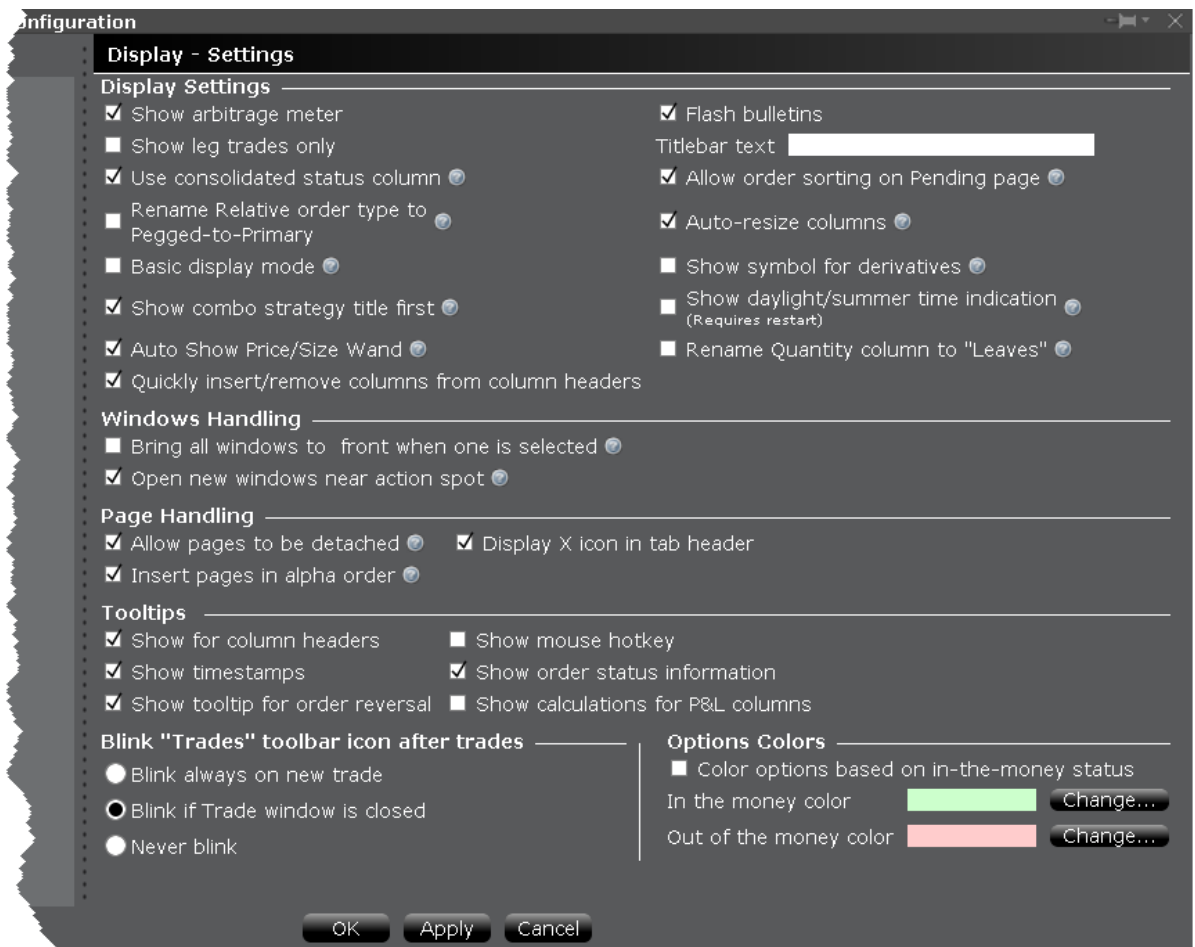 onfiguration
Display - Settings
Display Settings
Show arbitrage meter
Flash bulletins
Show leg trades only
Titlebar text
Use consolidated status column
Allow order sorting on Pending page
Rename Relative order type to
Pegged-to-Primary
Auto-resize columns
Basic display mode
Show symbol for derivatives
Show combo strategy title first
Show daylight/summer time indication
(Requires restart)
Auto Show Price/Size Wand
Rename Quantity column to "Leaves"
Quickly insert/remove columns from column headers
Windows Handling
Bring all windows to  front when one is selected
Open new windows near action spot
Page Handling
Allow pages to be detached
Display X icon in tab header
Insert pages in alpha order
Tooltips
Show for column headers
Show mouse hotkey
Show timestamps
Show order status information
Show tooltip for order reversal
Show calculations for P&L columns
Blink "Trades" toolbar icon after trades
Blink always on new trade
Blink if Trade window is closed
Never blink
Options Colors
Color options based on in-the-money status
In the money color
Change...
Out of the money color
Change...
OK
Apply
Cancel